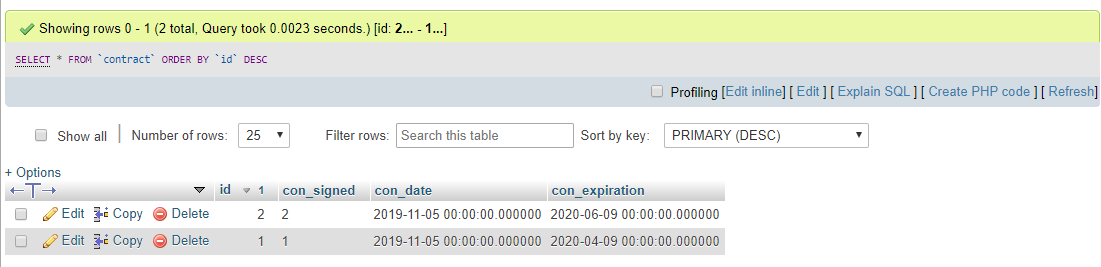 Showing rows 0 - 1 (2 total, Query took 0.0023 seconds.) [id: 2... - 1...]
SELECT * FROM `contract` ORDER BY `id` DESC
Profiling [Edit inline] [ Edit ] [ Explain SQL ] [ Create PHP code ] [ Refresh]
Show all | Number of rows: 25 Filter rows: Search this table Sort by key: PRIMARY (DESC)
+ Options
←T→ id 1 con_signed con_date con_expiration
Edit Copy Delete 2 2 2019-11-05 00:00:00.000000 2020-06-09 00:00:00.000000
Edit Copy Delete 1 1 2019-11-05 00:00:00.000000 2020-04-09 00:00:00.000000